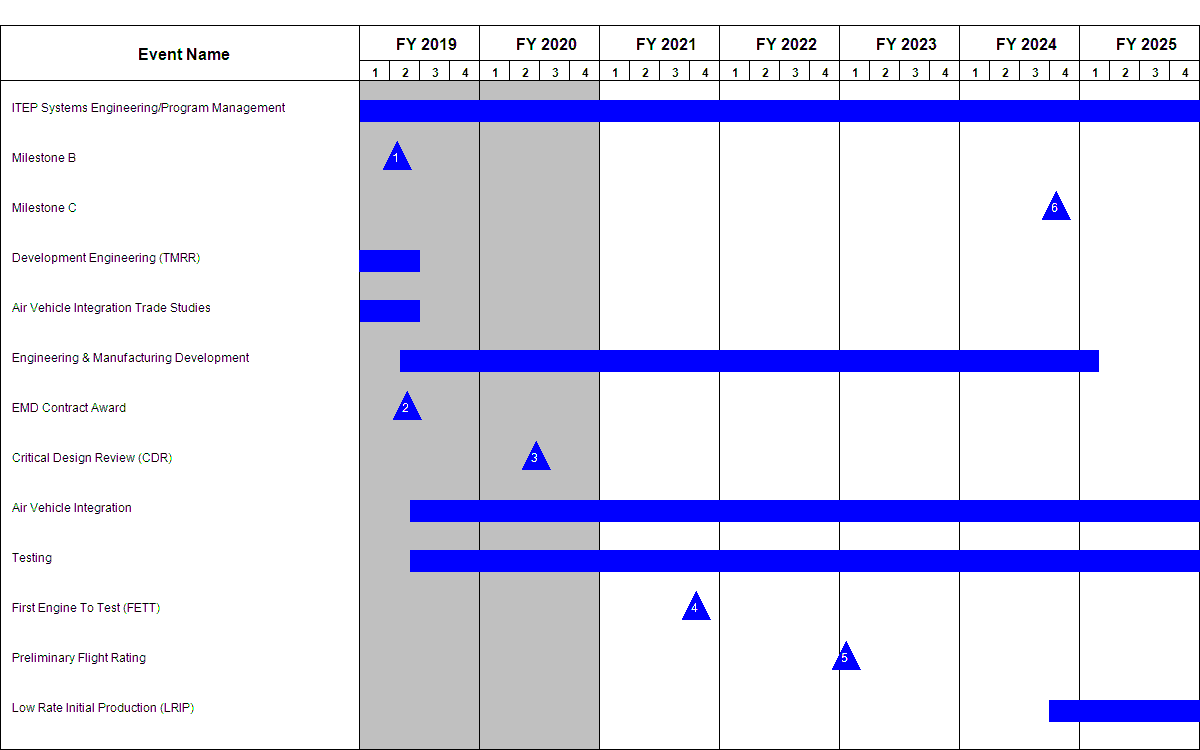 Event Name
FY 2019 FY 2020 FY 2021 FY 2022 FY 2023 FY 2024 FY 2025
1 2 3 4 1 2 3 4 1 2 3 4 1 2 3 4 1 2 3 4 1 2 3 4 1 2 3 4
ITEP Systems Engineering/Program Management
Milestone B 1
Milestone C 6
Development Engineering (TMRR)
Air Vehicle Integration Trade Studies
Engineering & Manufacturing Development
EMD Contract Award 2
Critical Design Review (CDR) 3
Air Vehicle Integration
Testing
First Engine To Test (FETT) 4
Preliminary Flight Rating 5
Low Rate Initial Production (LRIP)